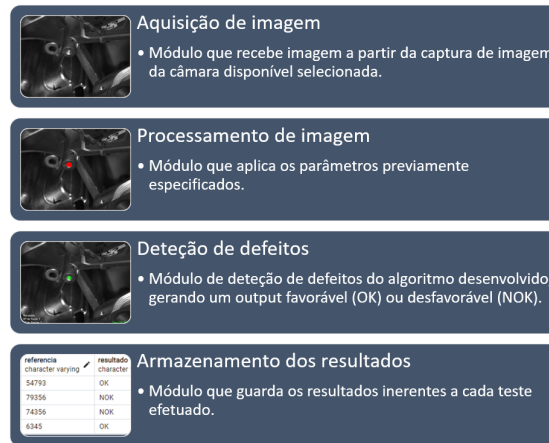 Aquisição de imagem
• Módulo que recebe imagem a partir da captura de imagem
da câmara disponível selecionada.
Processamento de imagem
• Módulo que aplica os parâmetros previamente
especificados.
Deteção de defeitos
• Módulo de deteção de defeitos do algoritmo desenvolvido,
gerando um output favorável (OK) ou desfavorável (NOK).
Armazenamento dos resultados
• Módulo que guarda os resultados inerentes a cada teste
efetuado.
referencia resultado
character varying character
54793 OK
79356 NOK
74356 NOK
6345 OK